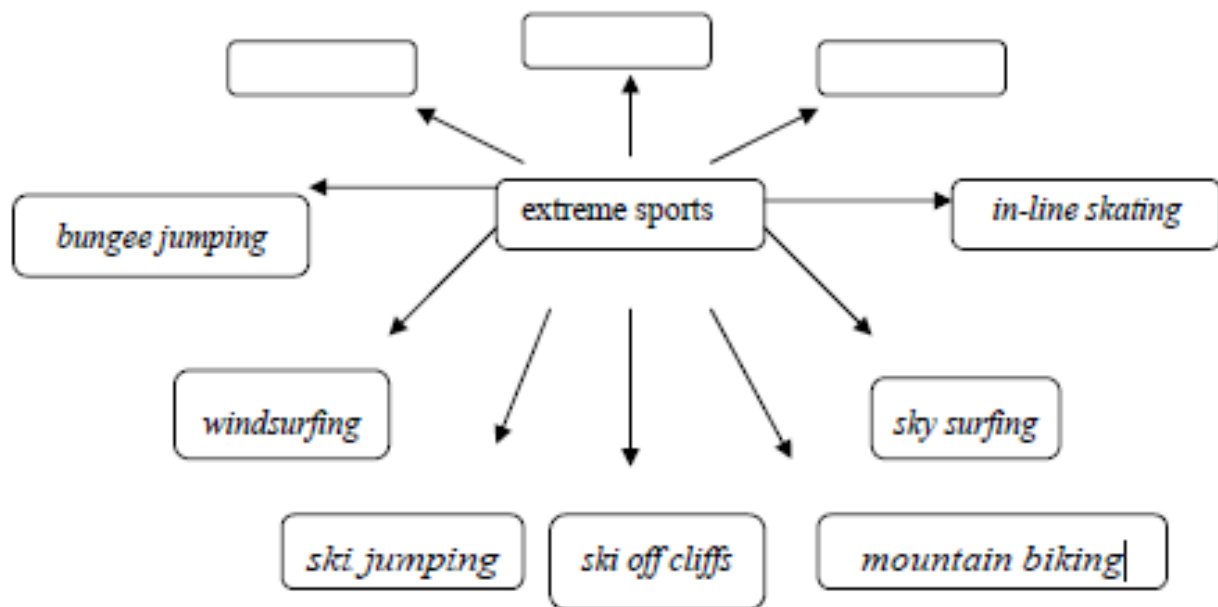 extreme sports
in-line skating
bungee jumping
windsurfing
sky surfing
ski jumping
ski off cliffs
mountain biking